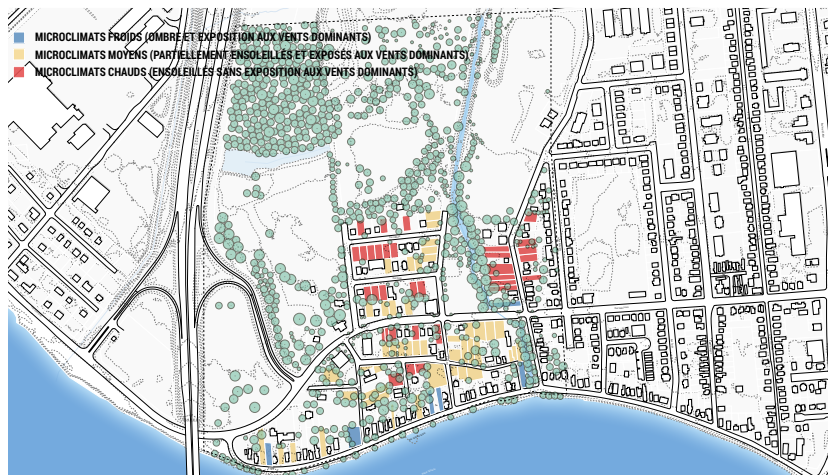 MICROCLIMATS FROIDS (OMBRE ET EXPOSITION AUX VENTS DOMINANTS)
MICROCLIMATS MOYENS (PARTIELLEMENT ENSOLEILLÉS ET EXPOSÉS AUX VENTS DOMINANTS)
MICROCLIMATS CHAUDS (ENSOLEILLÉS SANS EXPOSITION AUX VENTS DOMINANTS)